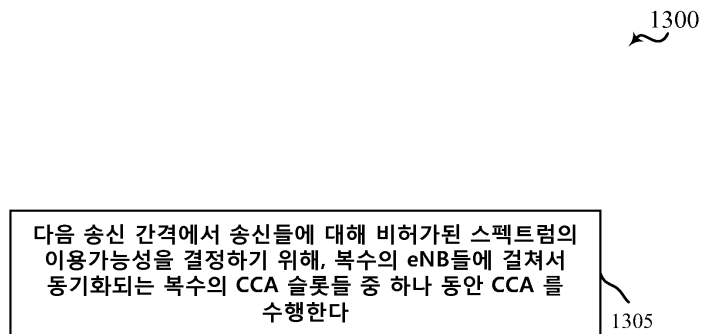 1300
다음 송신 간격에서 송신들에 대해 비허가된 스펙트럼의
이용가능성을 결정하기 위해, 복수의 eNB들에 걸쳐서
동기화되는 복수의 CCA 슬롯들 중 하나 동안 CCA 를
수행한다
1305